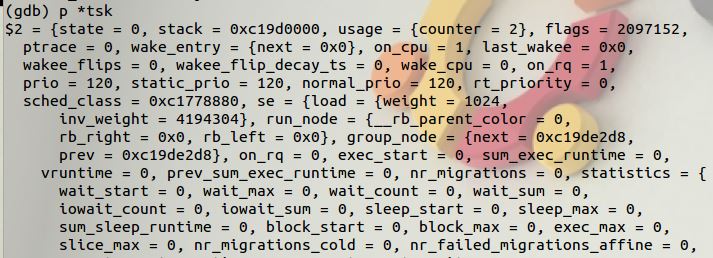 (gdb) p *tsk
$2 = {state = 0, stack = 0xc19d0000, usage = {counter = 2}, flags = 2097152,
ptrace = 0, wake_entry = {next = 0x0}, on_cpu = 1, last_wakee = 0x0,
wakee_flips = 0, wakee_flip_decay_ts = 0, wake_cpu = 0, on_rq = 1,
prio = 120, static_prio = 120, normal_prio = 120, rt_priority = 0,
sched_class = 0xc1778880, se = {load = {weight = 1024,
inv_weight = 4194304}, run_node = {__rb_parent_color = 0,
rb_right = 0x0, rb_left = 0x0}, group_node = {next = 0xc19de2d8,
prev = 0xc19de2d8}, on_rq = 0, exec_start = 0, sum_exec_runtime = 0,
vruntime = 0, prev_sum_exec_runtime = 0, nr_migrations = 0, statistics = {
wait_start = 0, wait_max = 0, wait_count = 0, wait_sum = 0,
iowait_count = 0, iowait_sum = 0, sleep_start = 0, sleep_max = 0,
sum_sleep_runtime = 0, block_start = 0, block_max = 0, exec_max = 0,
slice_max = 0, nr_migrations_cold = 0, nr_failed_migrations_affine = 0,